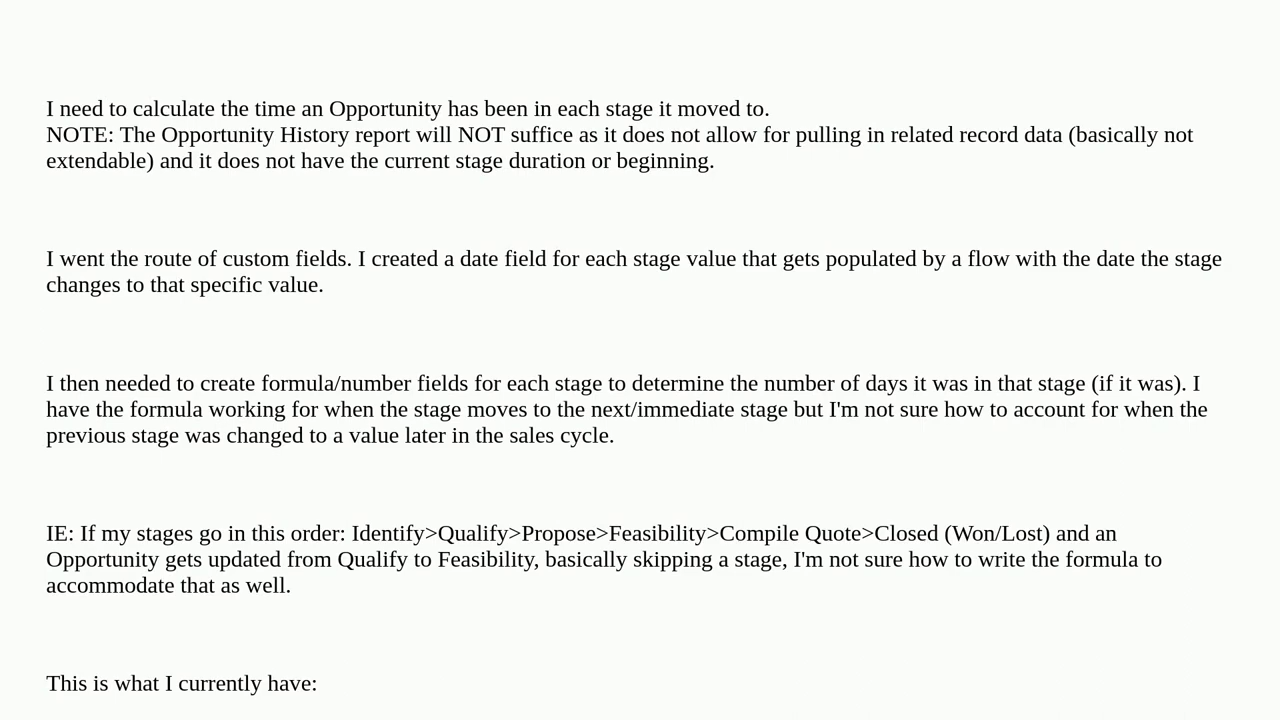 I need to calculate the time an Opportunity has been in each stage it moved to.
NOTE: The Opportunity History report will NOT suffice as it does not allow for pulling in related record data (basically not
extendable) and it does not have the current stage duration or beginning.
I went the route of custom fields. I created a date field for each stage value that gets populated by a flow with the date the stage
changes to that specific value.
I then needed to create formula/number fields for each stage to determine the number of days it was in that stage (if it was). I
have the formula working for when the stage moves to the next/immediate stage but I'm not sure how to account for when the
previous stage was changed to a value later in the sales cycle.
IE: If my stages go in this order: Identify>Qualify>Propose>Feasibility>Compile Quote>Closed (Won/Lost) and an
Opportunity gets updated from Qualify to Feasibility, basically skipping a stage, I'm not sure how to write the formula to
accommodate that as well.
This is what I currently have: